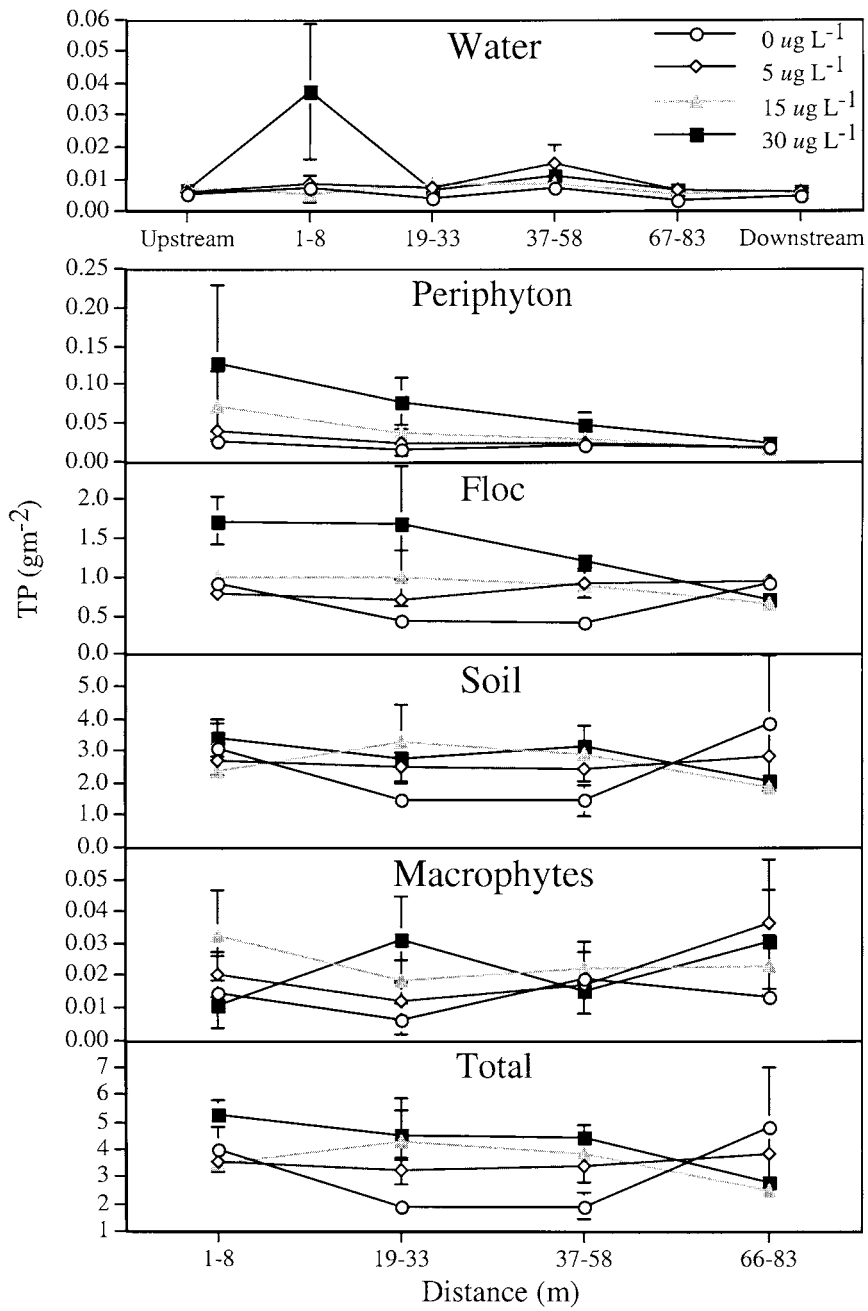 Water
0 ug L-1
5 ug L-1
15 ug L-1
30 ug L-1
0.06
0.05
0.04
0.03
0.02
0.01
0.00
Upstream 1-8 19-33 37-58 67-83 Downstream
Periphyton
0.25
0.20
0.15
0.10
0.05
0.00
Floc
2.0
1.5
1.0
0.5
0.0
TP (gm-2)
Soil
5.0
4.0
3.0
2.0
1.0
0.0
Macrophytes
0.05
0.04
0.03
0.02
0.01
0.00
Total
7
6
5
4
3
2
1
1-8 19-33 37-58 66-83
Distance (m)